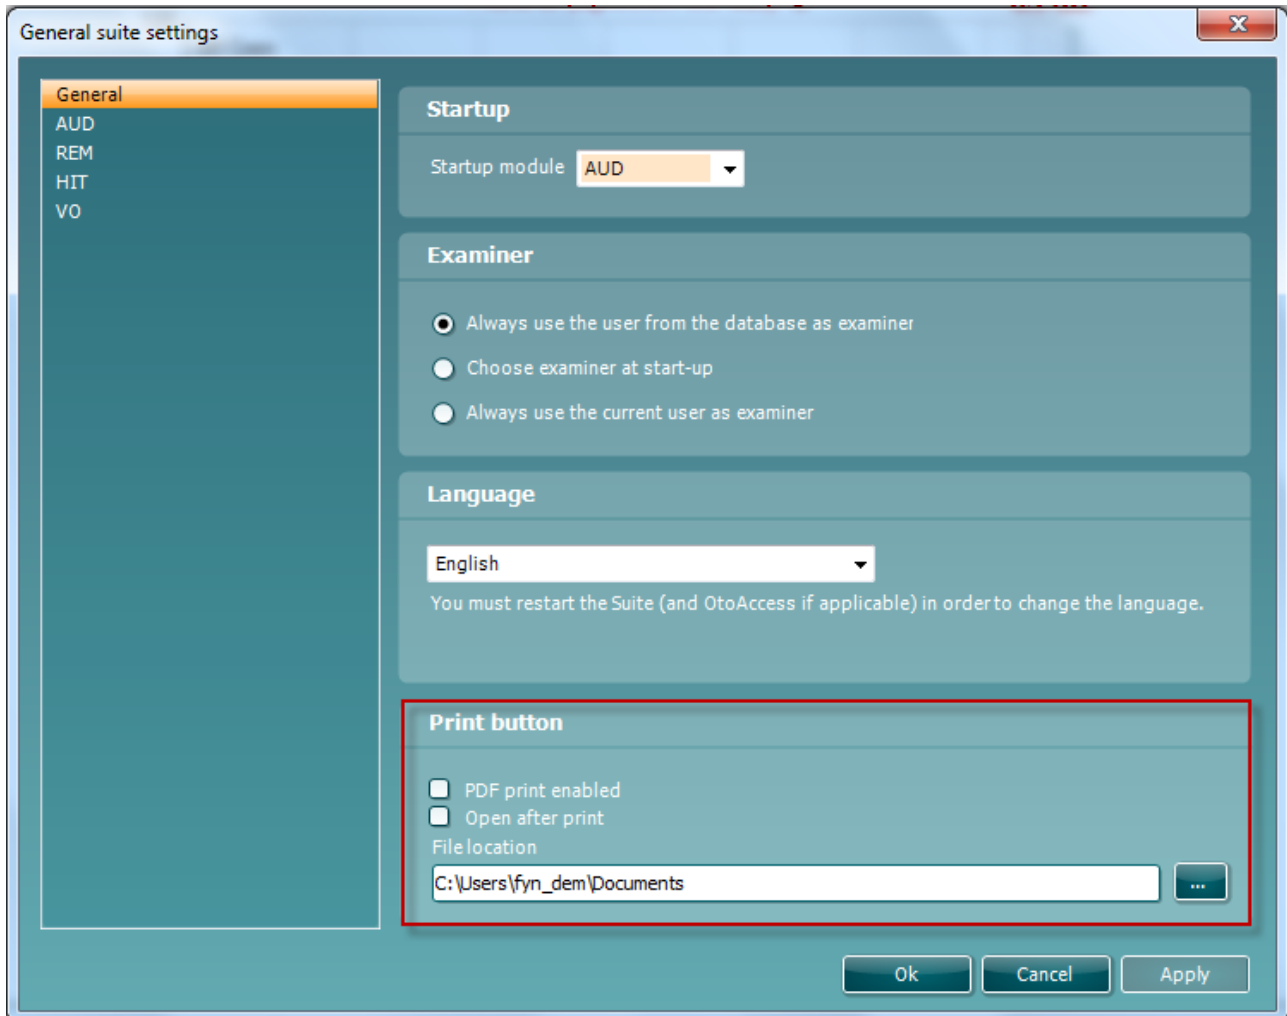 General suite settings
General
AUD
REM
HIT
VO
Startup
Startup module AUD
Examiner
Always use the user from the database as examiner
Choose examiner at start-up
Always use the current user as examiner
Language
English
You must restart the Suite (and OtoAccess if applicable) in order to change the language.
Print button
PDF print enabled
Open after print
File location
C:\Users\fyn_dem\Documents
...
Ok Cancel Apply